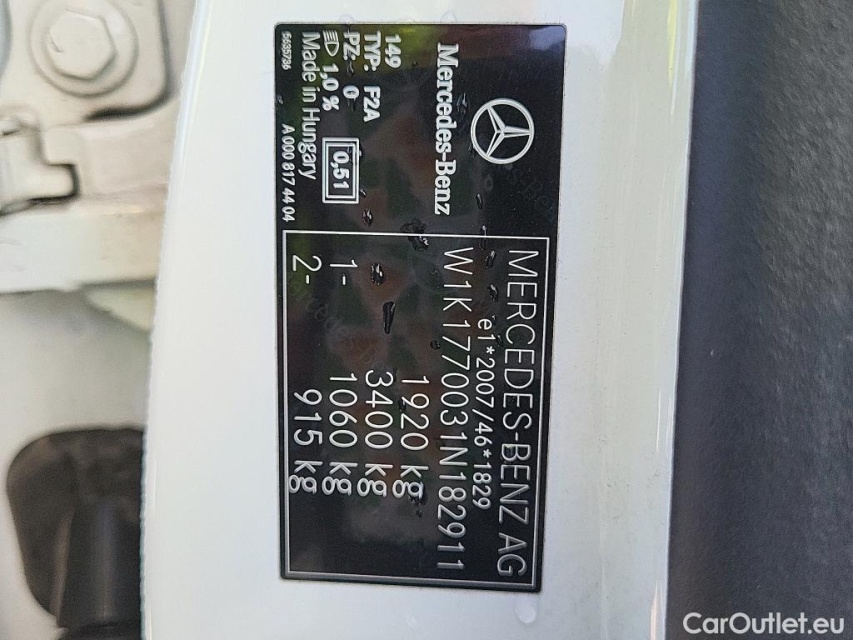 Mercedes-Benz
149
TYP: F2A
PZ: 0
1,0 %
0,51
Made in Hungary
5635736
A 000 817 44 04
MERCEDES-BENZ AG
e1*2007/46*1829
W1K1770031N182911
1920 kg
3400 kg
1- 1060 kg
2- 915 kg
CarOutlet.eu